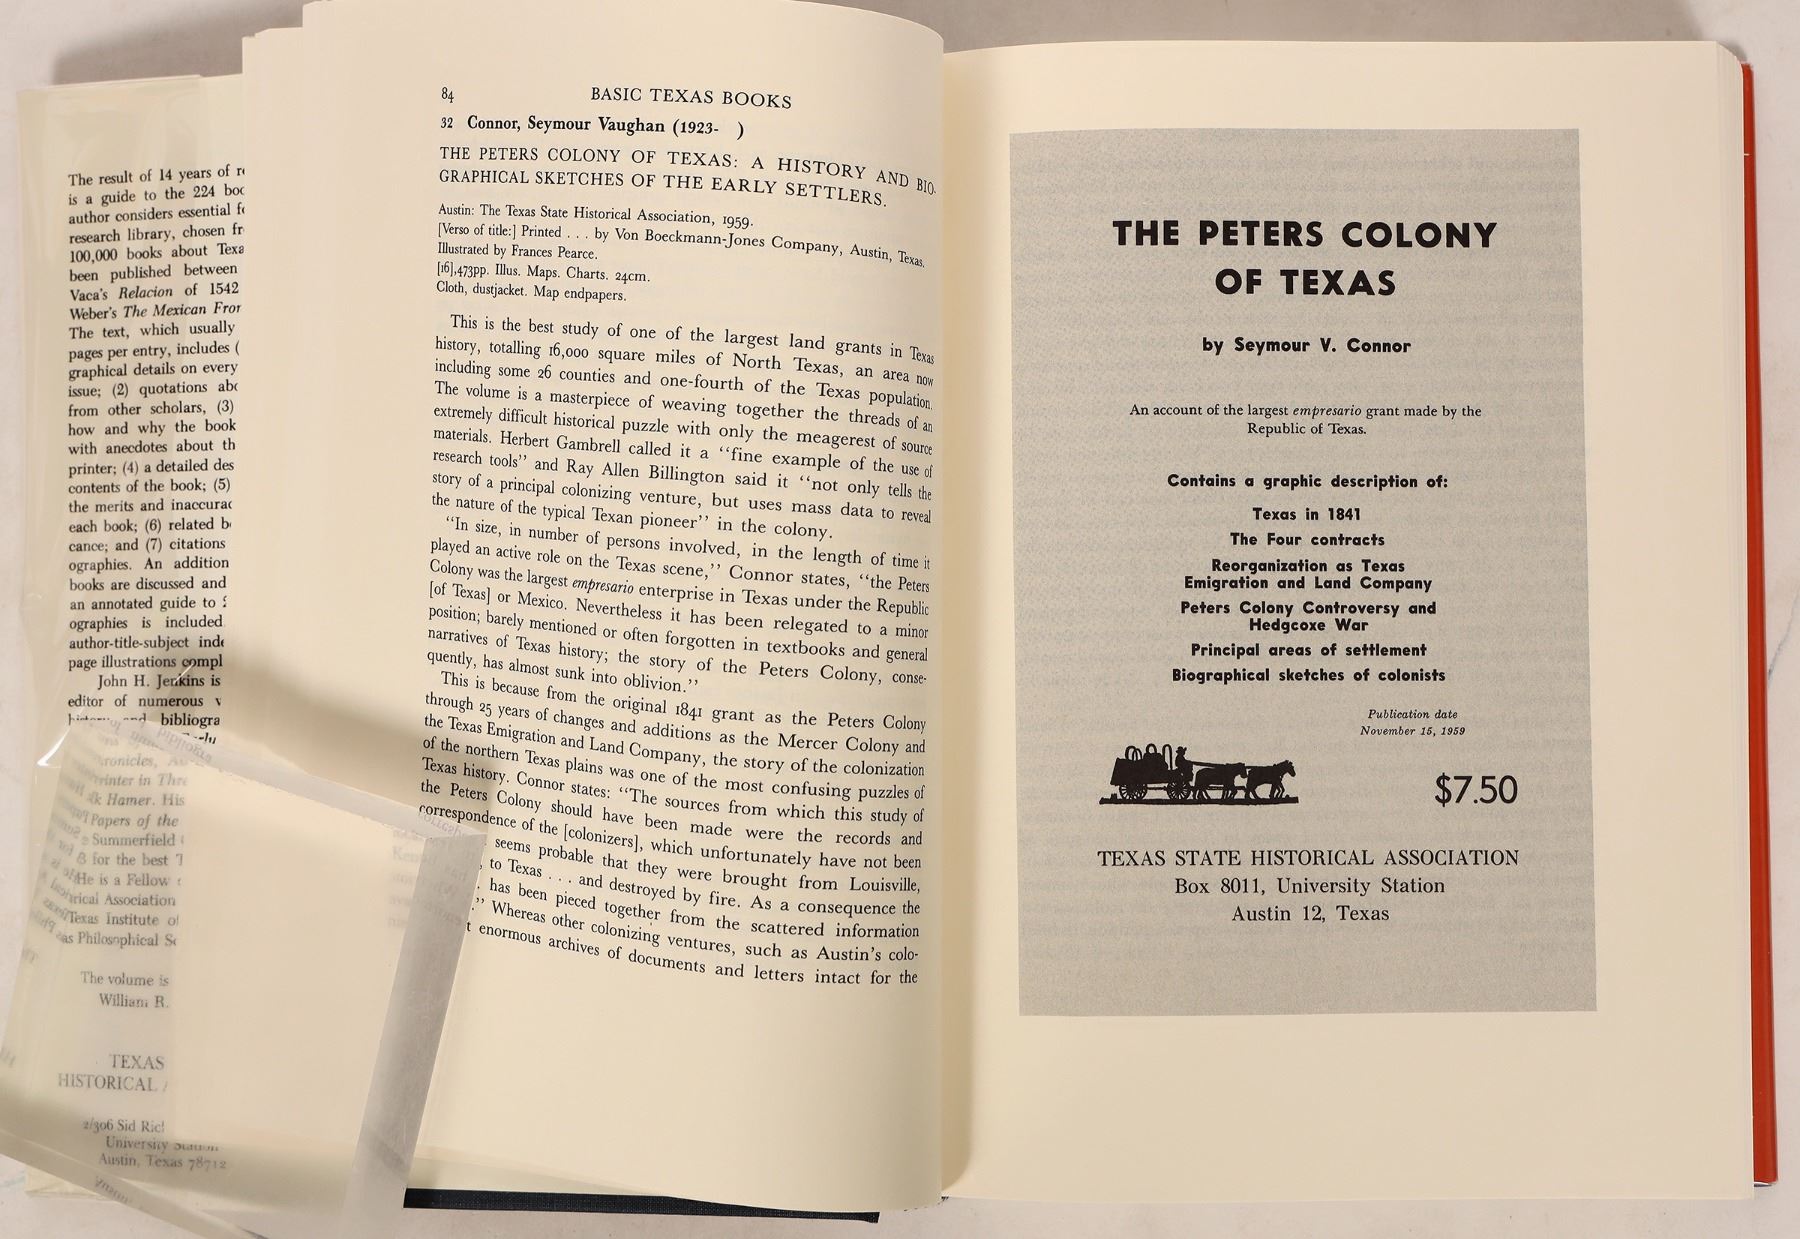 The result of 14 years of
is a guide to the 224
author considers essential
research library, chosen
100,000 books about
been published between
Vaca's Relacion of 1542
Weber's The Mexican
The text, which usually
pages per entry, includes (
graphical details on every
issue; (2) quotations
from other scholars, (3)
how and why the book
with anecdotes about
printer; (4) a detailed
contents of the book; (5)
the merits and
each book; (6) related
cance; and (7) citations
ographies. An addition
books are discussed and
an annotated guide to
ographies is included
author-title-subject
page illustrations
John H. Jenkins is
editor of numerous
bibliogra
Hamer. His
Papers of the
Summerfield
for the best
He is a Fellow
Association
Texas Institute
as Philosophical
The volume is
William R.
TEXAS
HISTORICAL
2/306 Sid
University
Austin, Texas 78712
84 BASIC TEXAS BOOKS
32 Connor, Seymour Vaughan (1923- )
THE PETERS COLONY OF TEXAS: A HISTORY AND BIO-
GRAPHICAL SKETCHES OF THE EARLY SETTLERS.
Austin: The Texas State Historical Association, 1959.
[Verso of title:] Printed . . . by Von Boeckmann-Jones Company, Austin, Texas.
Illustrated by Frances Pearce.
[16],473pp. Illus. Maps. Charts. 24cm.
Cloth, dustjacket. Map endpapers.
This is the best study of one of the largest land grants in Texas
history, totalling 16,000 square miles of North Texas, an area now
including some 26 counties and one-fourth of the Texas population.
The volume is a masterpiece of weaving together the threads of an
extremely difficult historical puzzle with only the meagerest of source
materials. Herbert Gambrell called it a “fine example of the use of
research tools” and Ray Allen Billington said it “not only tells the
story of a principal colonizing venture, but uses mass data to reveal
the nature of the typical Texan pioneer” in the colony.
“In size, in number of persons involved, in the length of time it
played an active role on the Texas scene,” Connor states, “the Peters
Colony was the largest empresario enterprise in Texas under the Republic
[of Texas] or Mexico. Nevertheless it has been relegated to a minor
position; barely mentioned or often forgotten in textbooks and general
narratives of Texas history; the story of the Peters Colony, conse-
quently, has almost sunk into oblivion.”
This is because from the original 1841 grant as the Peters Colony
through 25 years of changes and additions as the Mercer Colony and
the Texas Emigration and Land Company, the story of the colonization
of the northern Texas plains was one of the most confusing puzzles of
Texas history. Connor states: “The sources from which this study of
the Peters Colony should have been made were the records and
correspondence of the [colonizers], which unfortunately have not been
seems probable that they were brought from Louisville,
, to Texas . . . and destroyed by fire. As a consequence the
. has been pieced together from the scattered information
.” Whereas other colonizing ventures, such as Austin's colo-
enormous archives of documents and letters intact for the
THE PETERS COLONY
OF TEXAS
by Seymour V. Connor
An account of the largest empresario grant made by the
Republic of Texas.
Contains a graphic description of:
Texas in 1841
The Four contracts
Reorganization as Texas
Emigration and Land Company
Peters Colony Controversy and
Hedgcoxe War
Principal areas of settlement
Biographical sketches of colonists
Publication date
November 15, 1959
$7.50
TEXAS STATE HISTORICAL ASSOCIATION
Box 8011, University Station
Austin 12, Texas